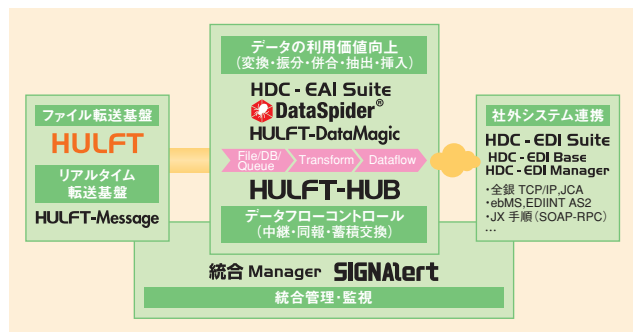 ファイル転送基盤
HULFT
リアルタイム
転送基盤
HULFT-Message
データの利用価値向上
（変換・振分・併合・抽出・挿入）
HDC-EAI Suite
DataSpider®
HULFT-DataMagic
File/DB/
Queue
Transform
Dataflow
HULFT-HUB
データフローコントロール
（中継・同報・蓄積交換）
社外システム連携
HDC-EDI Suite
HDC-EDI Base
HDC-EDI Manager
・全銀 TCP/IP,JCA
・ebMS,EDIINT AS2
・JX 手順（SOAP-RPC）
…
統合 Manager SIGNAlert
統合管理・監視